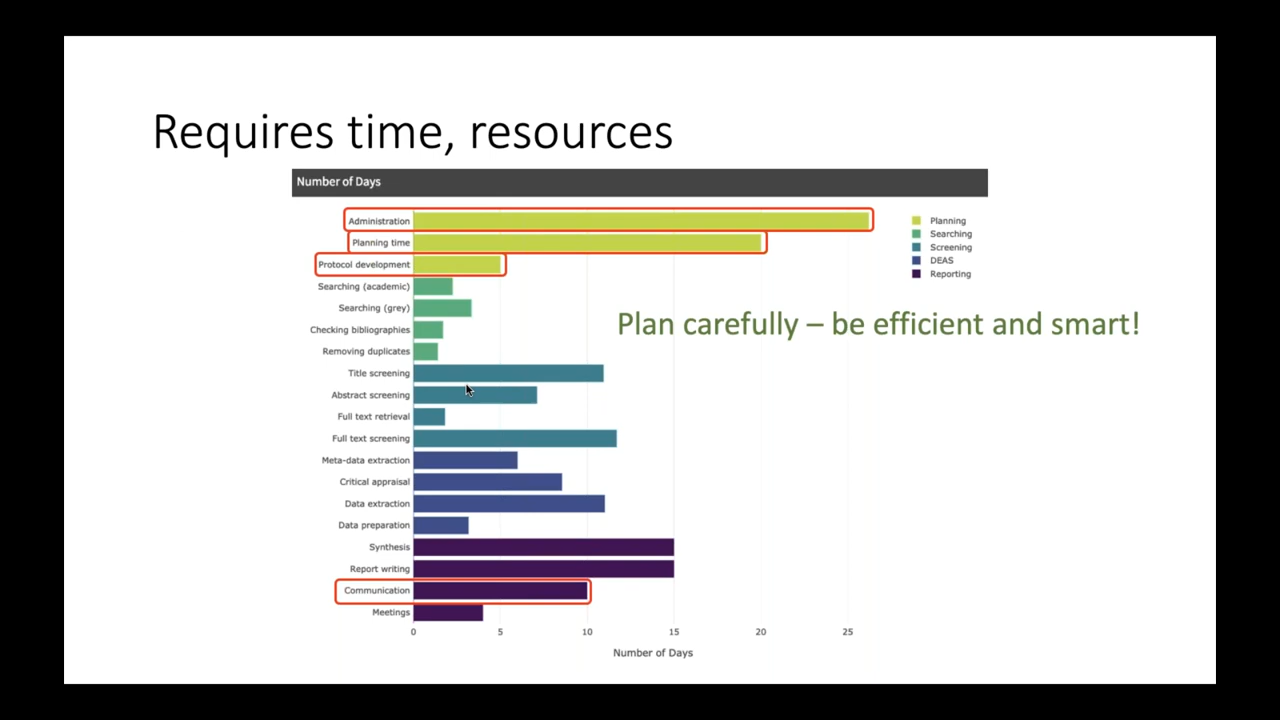 Requires time, resources
Number of Days
Administration
Planning time
Protocol development
Searching (academic)
Searching (grey)
Checking bibliographies
Removing duplicates
Title screening
Abstract screening
Full text retrieval
Full text screening
Meta-data extraction
Critical appraisal
Data extraction
Data preparation
Synthesis
Report writing
Communication
Meetings
0 5 10 15 20 25
Number of Days
Planning
Searching
Screening
DEAS
Reporting
Plan carefully – be efficient and smart!